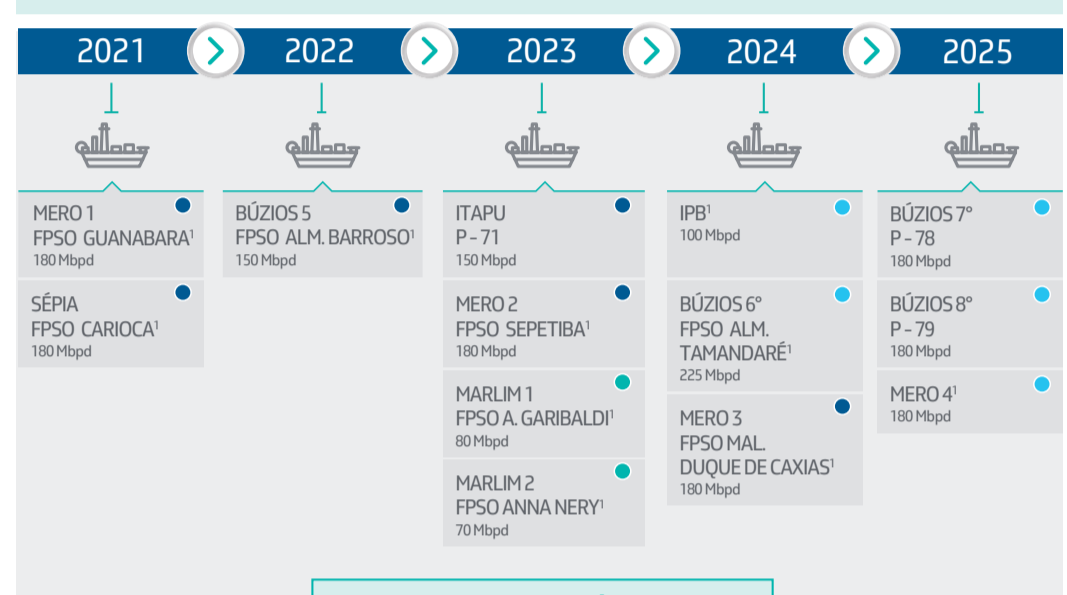 2021
2022
2023
2024
2025
MERO 1
FPSO GUANABARA¹
180 Mbpd
SÉPIA
FPSO CARIOCA¹
180 Mbpd
BÚZIOS 5
FPSO ALM. BARROSO¹
150 Mbpd
ITAPU
P-71
150 Mbpd
MERO 2
FPSO SEPETIBA¹
180 Mbpd
MARLIM 1
FPSO A. GARIBALDI¹
80 Mbpd
MARLIM 2
FPSO ANNA NERY¹
70 Mbpd
IPB¹
100 Mbpd
BÚZIOS 6°
FPSO ALM.
TAMANDARÉ¹
225 Mbpd
MERO 3
FPSO MAL.
DUQUE DE CAXIAS¹
180 Mbpd
BÚZIOS 7°
P-78
180 Mbpd
BÚZIOS 8°
P-79
180 Mbpd
MERO 4¹
180 Mbpd